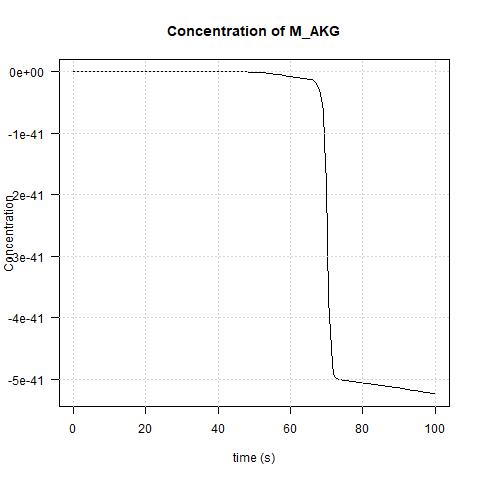 Concentration of M_AKG
Concentration
0e+00
-1e-41
-2e-41
-3e-41
-4e-41
-5e-41
0 20 40 60 80 100
time (s)